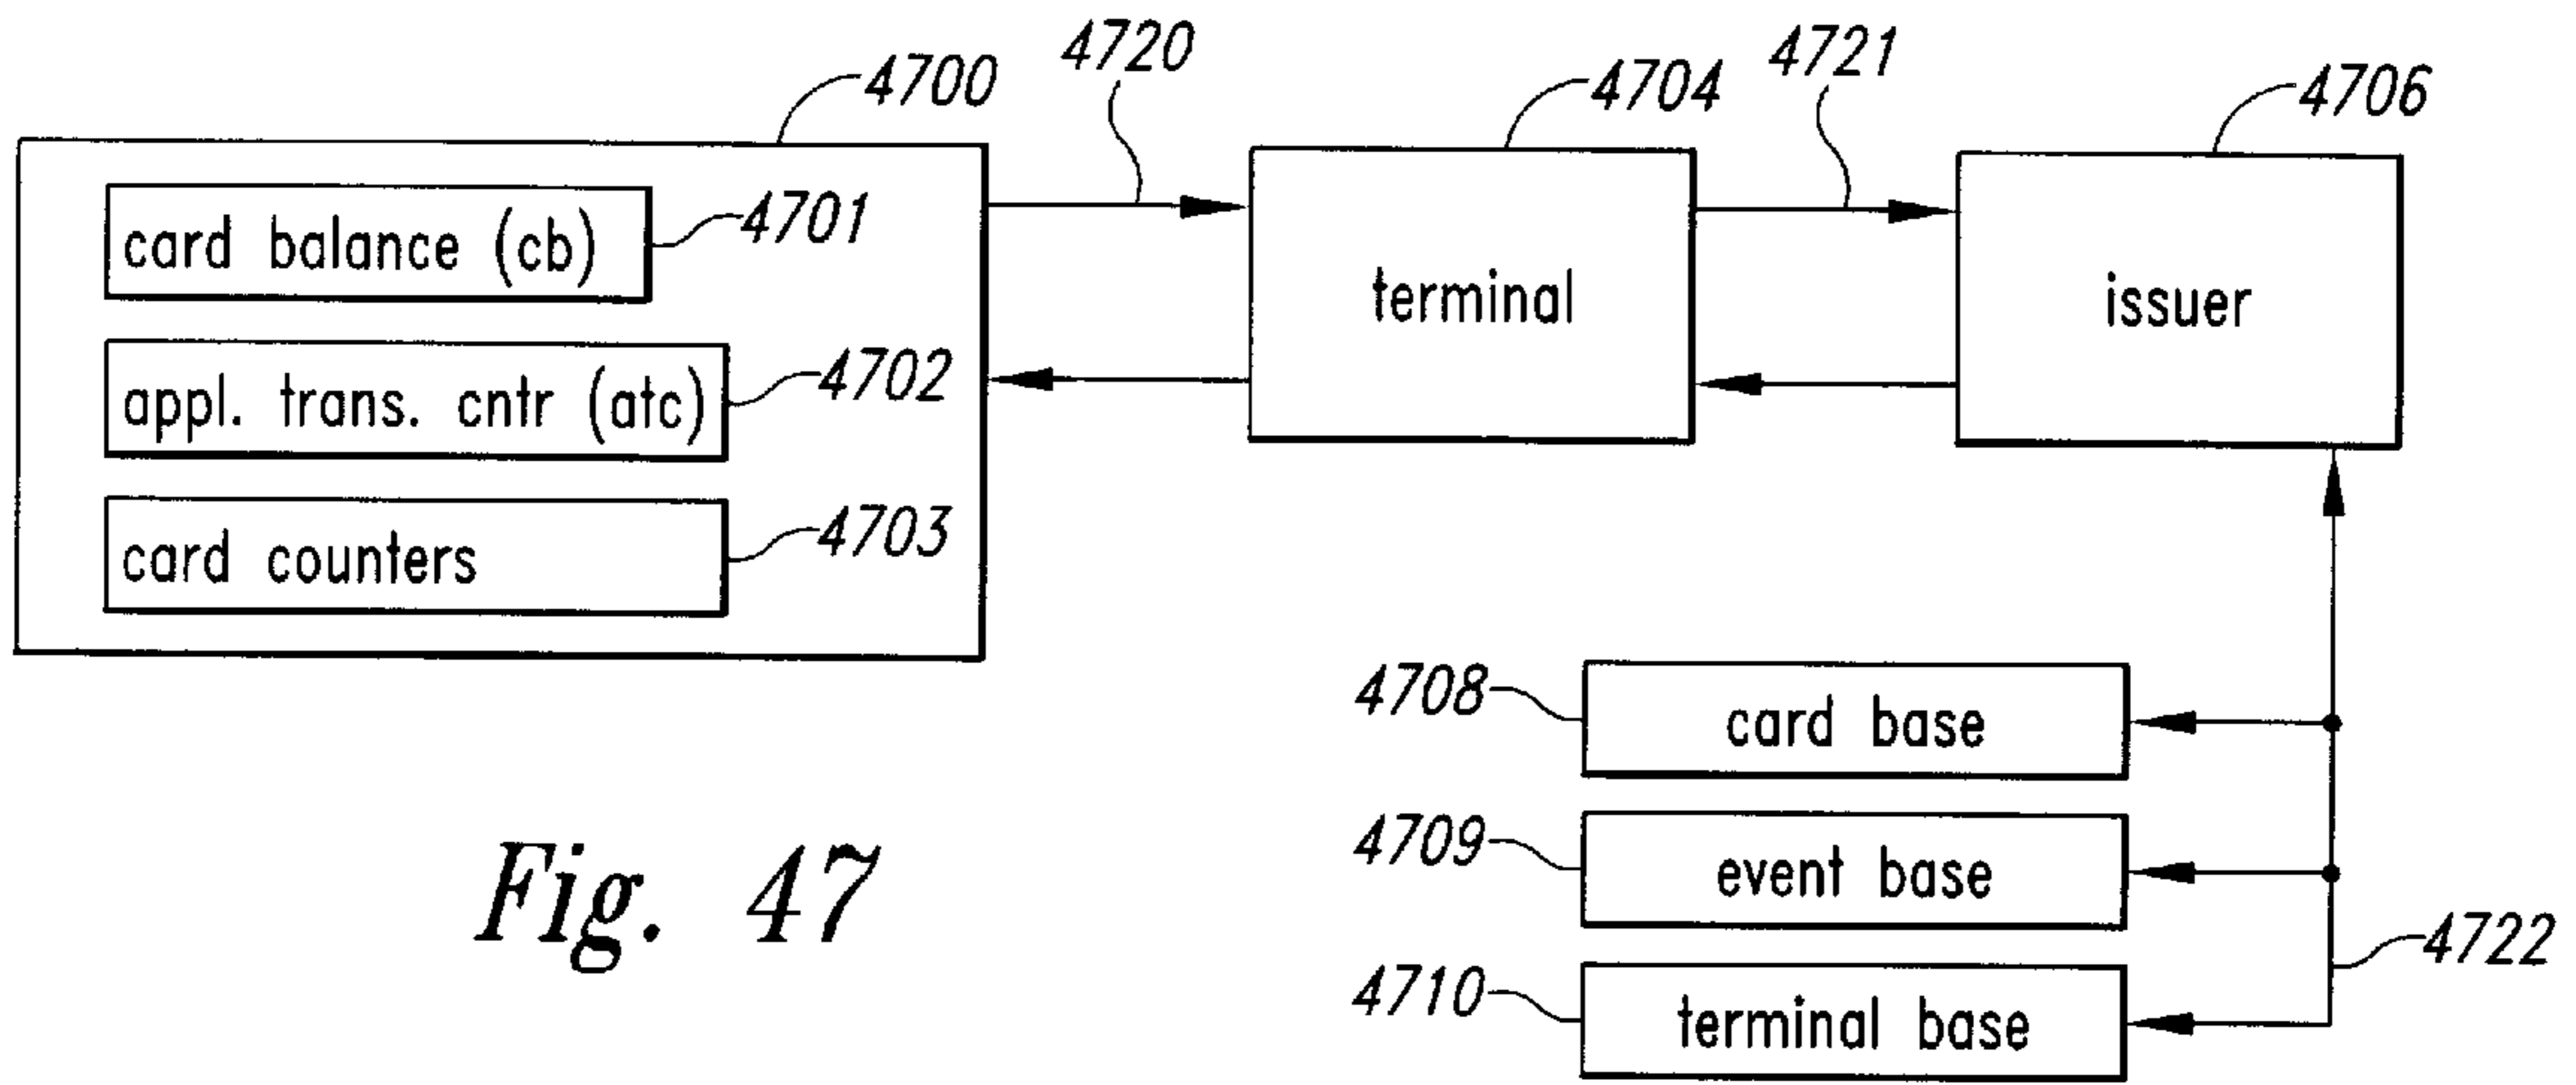 4720
4721
4700
4704
4706
card balance (cb)
4701
terminal
issuer
appl. trans. cntr (atc)
4702
card counters
4703
4708
card base
4709
event base
4722
4710
terminal base
Fig. 47